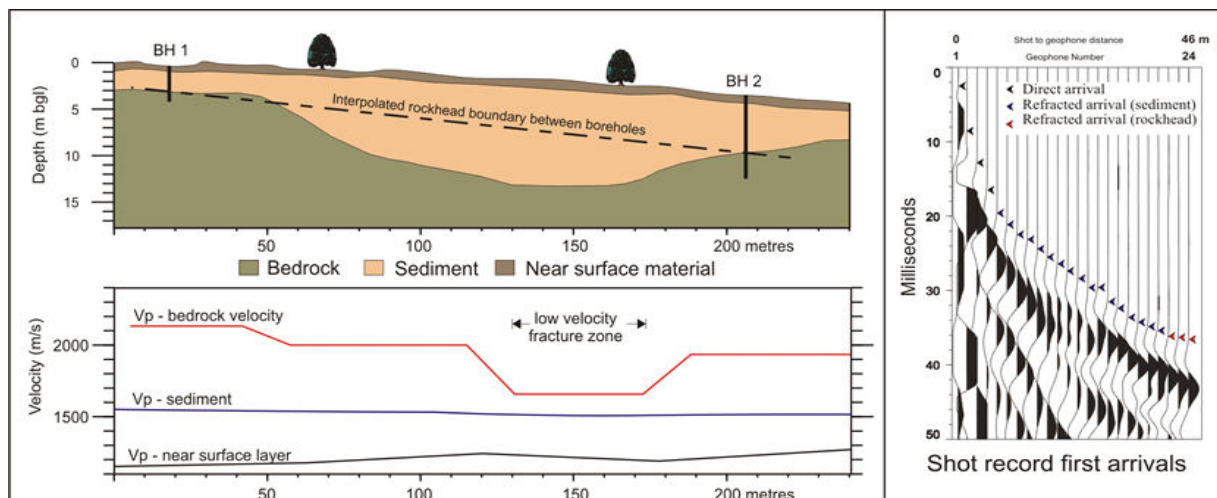 BH 1
BH 2
0
5
10
15
Depth (m bgl)
Interpolated rockhead boundary between boreholes
50
100
150
200 metres
Bedrock
Sediment
Near surface material
Velocity (m/s)
2000
1500
Vp - bedrock velocity
low velocity
fracture zone
Vp - sediment
Vp - near surface layer
50
100
150
200 metres
0
Shot to geophone distance
46 m
1
Geophone Number
24
0
10
20
30
40
50
Milliseconds
Direct arrival
Refracted arrival (sediment)
Refracted arrival (rockhead)
Shot record first arrivals